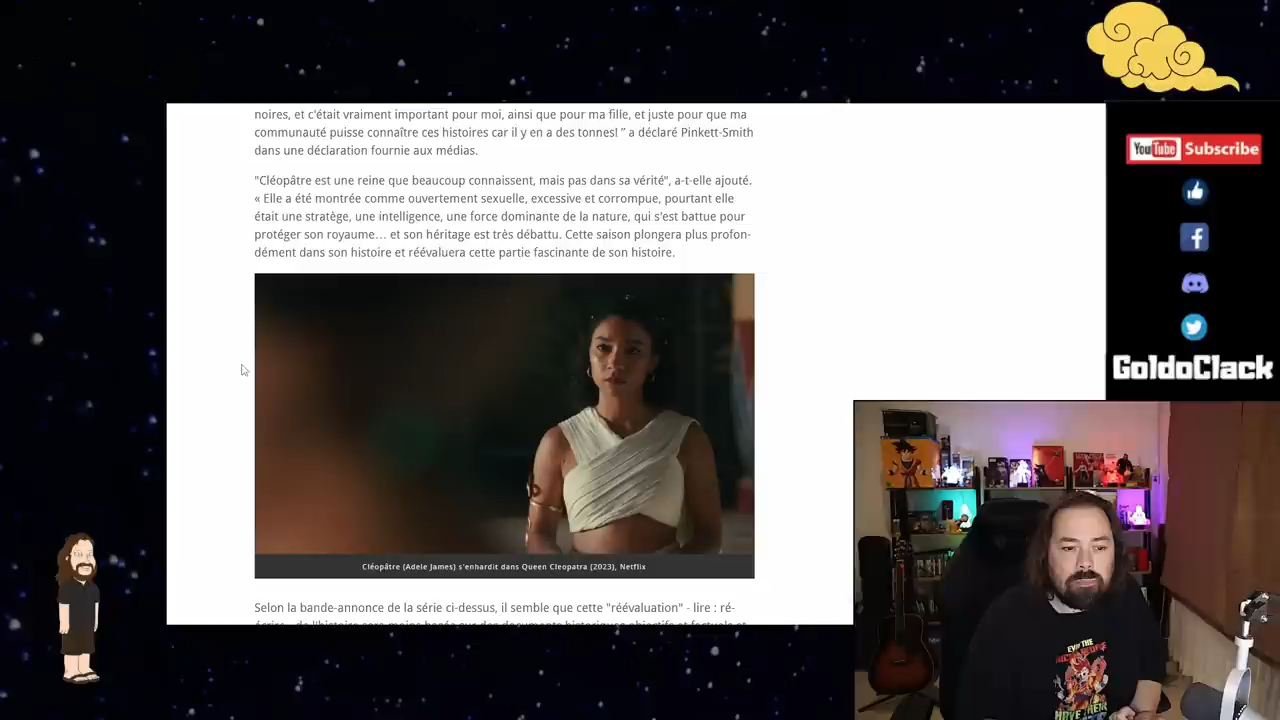 noires, et c'était vraiment important pour moi, ainsi que pour ma fille, et juste pour que ma
communauté puisse connaître ces histoires car il y en a des tonnes! ” a déclaré Pinkett-Smith
dans une déclaration fournie aux médias.
"Cléopâtre est une reine que beaucoup connaissent, mais pas dans sa vérité", a-t-elle ajouté.
« Elle a été montrée comme ouvertement sexuelle, excessive et corrompue, pourtant elle
était une stratège, une intelligence, une force dominante de la nature, qui s'est battue pour
protéger son royaume… et son héritage est très débattu. Cette saison plongera plus profon-
dément dans son histoire et réévaluera cette partie fascinante de son histoire.
Cléopâtre (Adele James) s'enhardit dans Queen Cleopatra (2023), Netflix
Selon la bande-annonce de la série ci-dessus, il semble que cette "réévaluation" - lire : ré-
YouTube Subscribe
GoldoClack